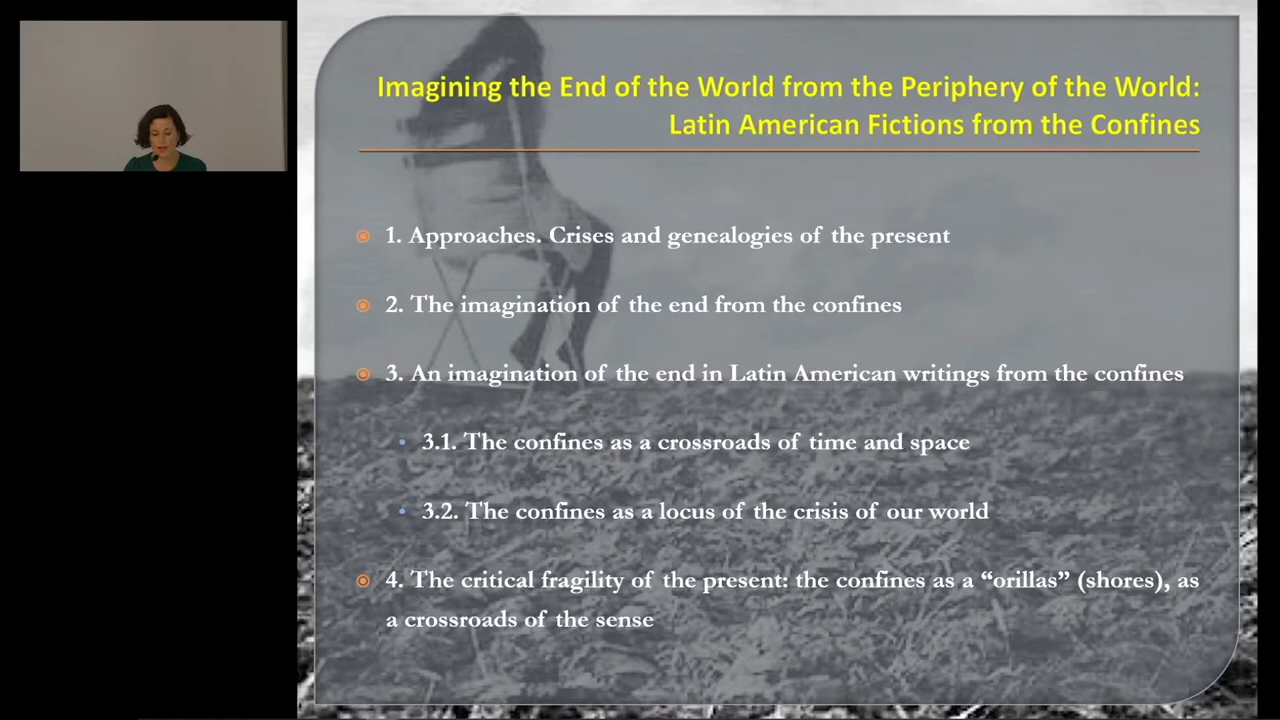 Imagining the End of the World from the Periphery of the World:
Latin American Fictions from the Confines
1. Approaches. Crises and genealogies of the present
2. The imagination of the end from the confines
3. An imagination of the end in Latin American writings from the confines
3.1. The confines as a crossroads of time and space
3.2. The confines as a locus of the crisis of our world
4. The critical fragility of the present: the confines as a “orillas” (shores), as
a crossroads of the sense